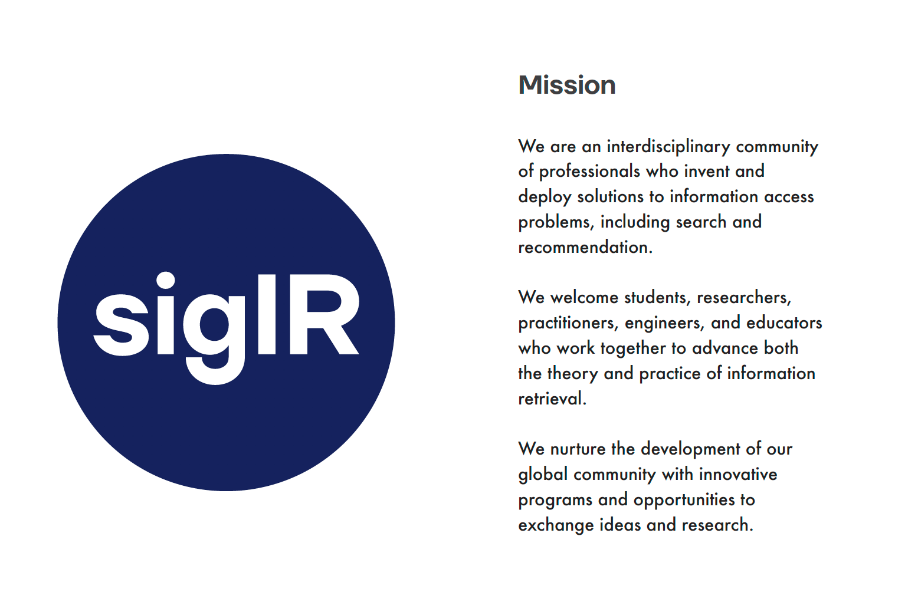 sigIR
Mission
We are an interdisciplinary community
of professionals who invent and
deploy solutions to information access
problems, including search and
recommendation.
We welcome students, researchers,
practitioners, engineers, and educators
who work together to advance both
the theory and practice of information
retrieval.
We nurture the development of our
global community with innovative
programs and opportunities to
exchange ideas and research.